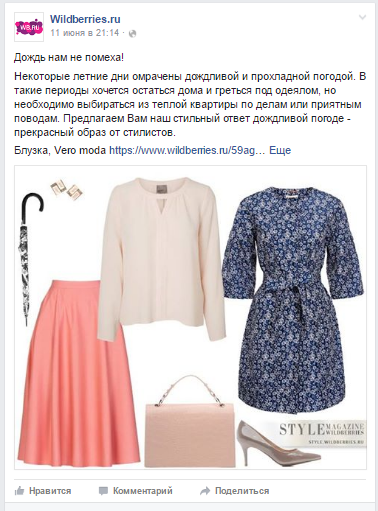 WB.RU
Wildberries.ru
11 июня в 21:14 ·
Дождь нам не помеха!
Некоторые летние дни омрачены дождливой и прохладной погодой. В
такие периоды хочется остаться дома и греться под одеялом, но
необходимо выбираться из теплой квартиры по делам или приятным
поводам. Предлагаем Вам наш стильный ответ дождливой погоде -
прекрасный образ от стилистов.
Блузка, Vero moda https://www.wildberries.ru/59ag… Еще
STYLE MAGAZINE
WILDBERRIES
STYLE.WILDBERRIES.RU
Нравится Комментарий Поделиться